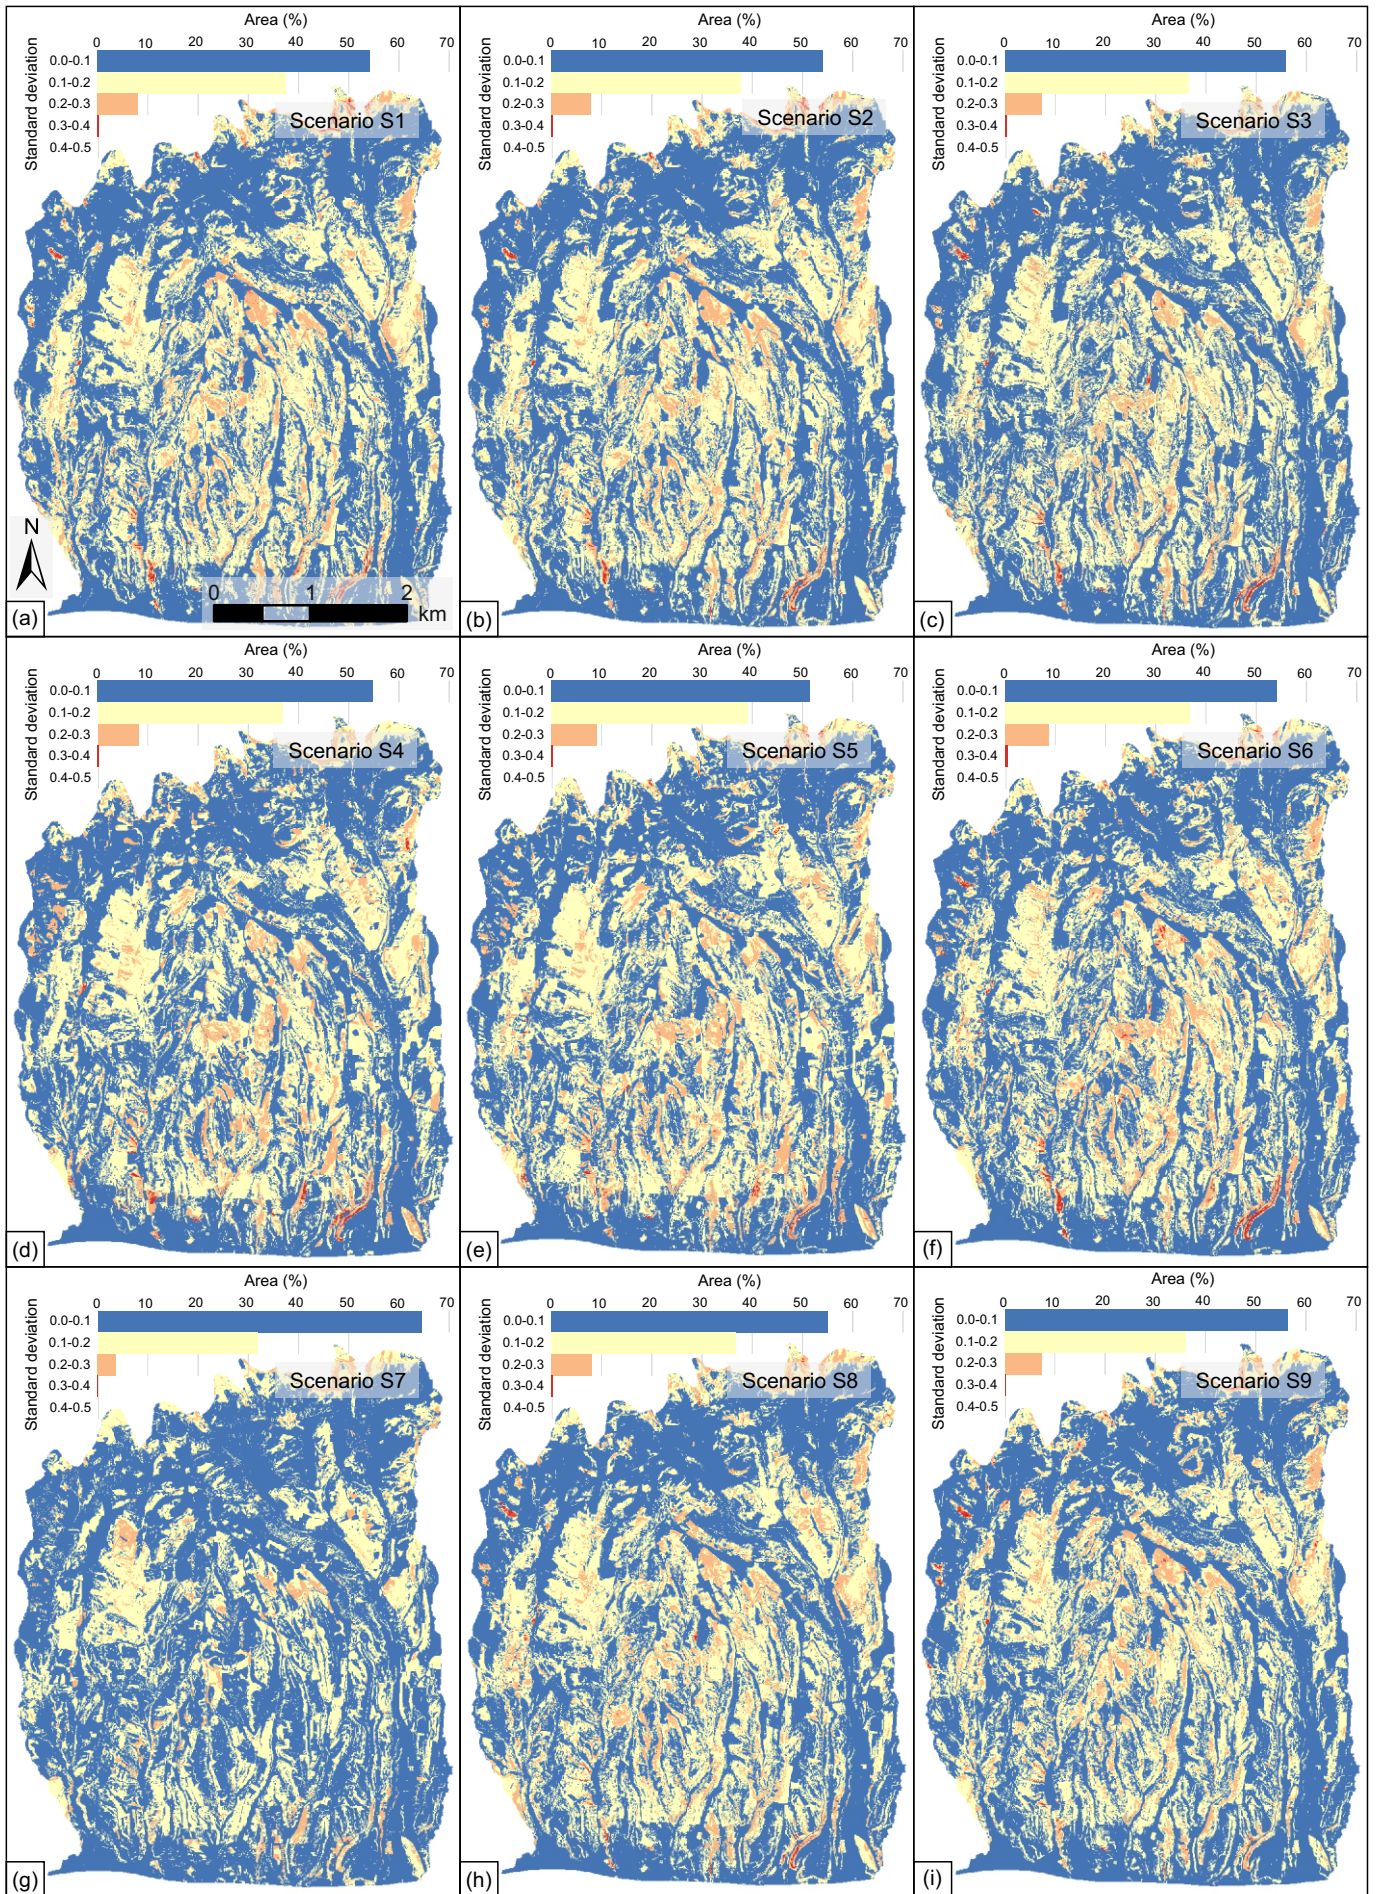 Area (%)
0 10 20 30 40 50 60 70
Standard deviation
0.0-0.1
0.1-0.2
0.2-0.3
0.3-0.4
0.4-0.5
Scenario S1
N
0 1 2
km
(a)
Area (%)
0 10 20 30 40 50 60 70
Standard deviation
0.0-0.1
0.1-0.2
0.2-0.3
0.3-0.4
0.4-0.5
Scenario S2
(b)
Area (%)
0 10 20 30 40 50 60 70
Standard deviation
0.0-0.1
0.1-0.2
0.2-0.3
0.3-0.4
0.4-0.5
Scenario S3
(c)
Area (%)
0 10 20 30 40 50 60 70
Standard deviation
0.0-0.1
0.1-0.2
0.2-0.3
0.3-0.4
0.4-0.5
Scenario S4
(d)
Area (%)
0 10 20 30 40 50 60 70
Standard deviation
0.0-0.1
0.1-0.2
0.2-0.3
0.3-0.4
0.4-0.5
Scenario S5
(e)
Area (%)
0 10 20 30 40 50 60 70
Standard deviation
0.0-0.1
0.1-0.2
0.2-0.3
0.3-0.4
0.4-0.5
Scenario S6
(f)
Area (%)
0 10 20 30 40 50 60 70
Standard deviation
0.0-0.1
0.1-0.2
0.2-0.3
0.3-0.4
0.4-0.5
Scenario S7
(g)
Area (%)
0 10 20 30 40 50 60 70
Standard deviation
0.0-0.1
0.1-0.2
0.2-0.3
0.3-0.4
0.4-0.5
Scenario S8
(h)
Area (%)
0 10 20 30 40 50 60 70
Standard deviation
0.0-0.1
0.1-0.2
0.2-0.3
0.3-0.4
0.4-0.5
Scenario S9
(i)